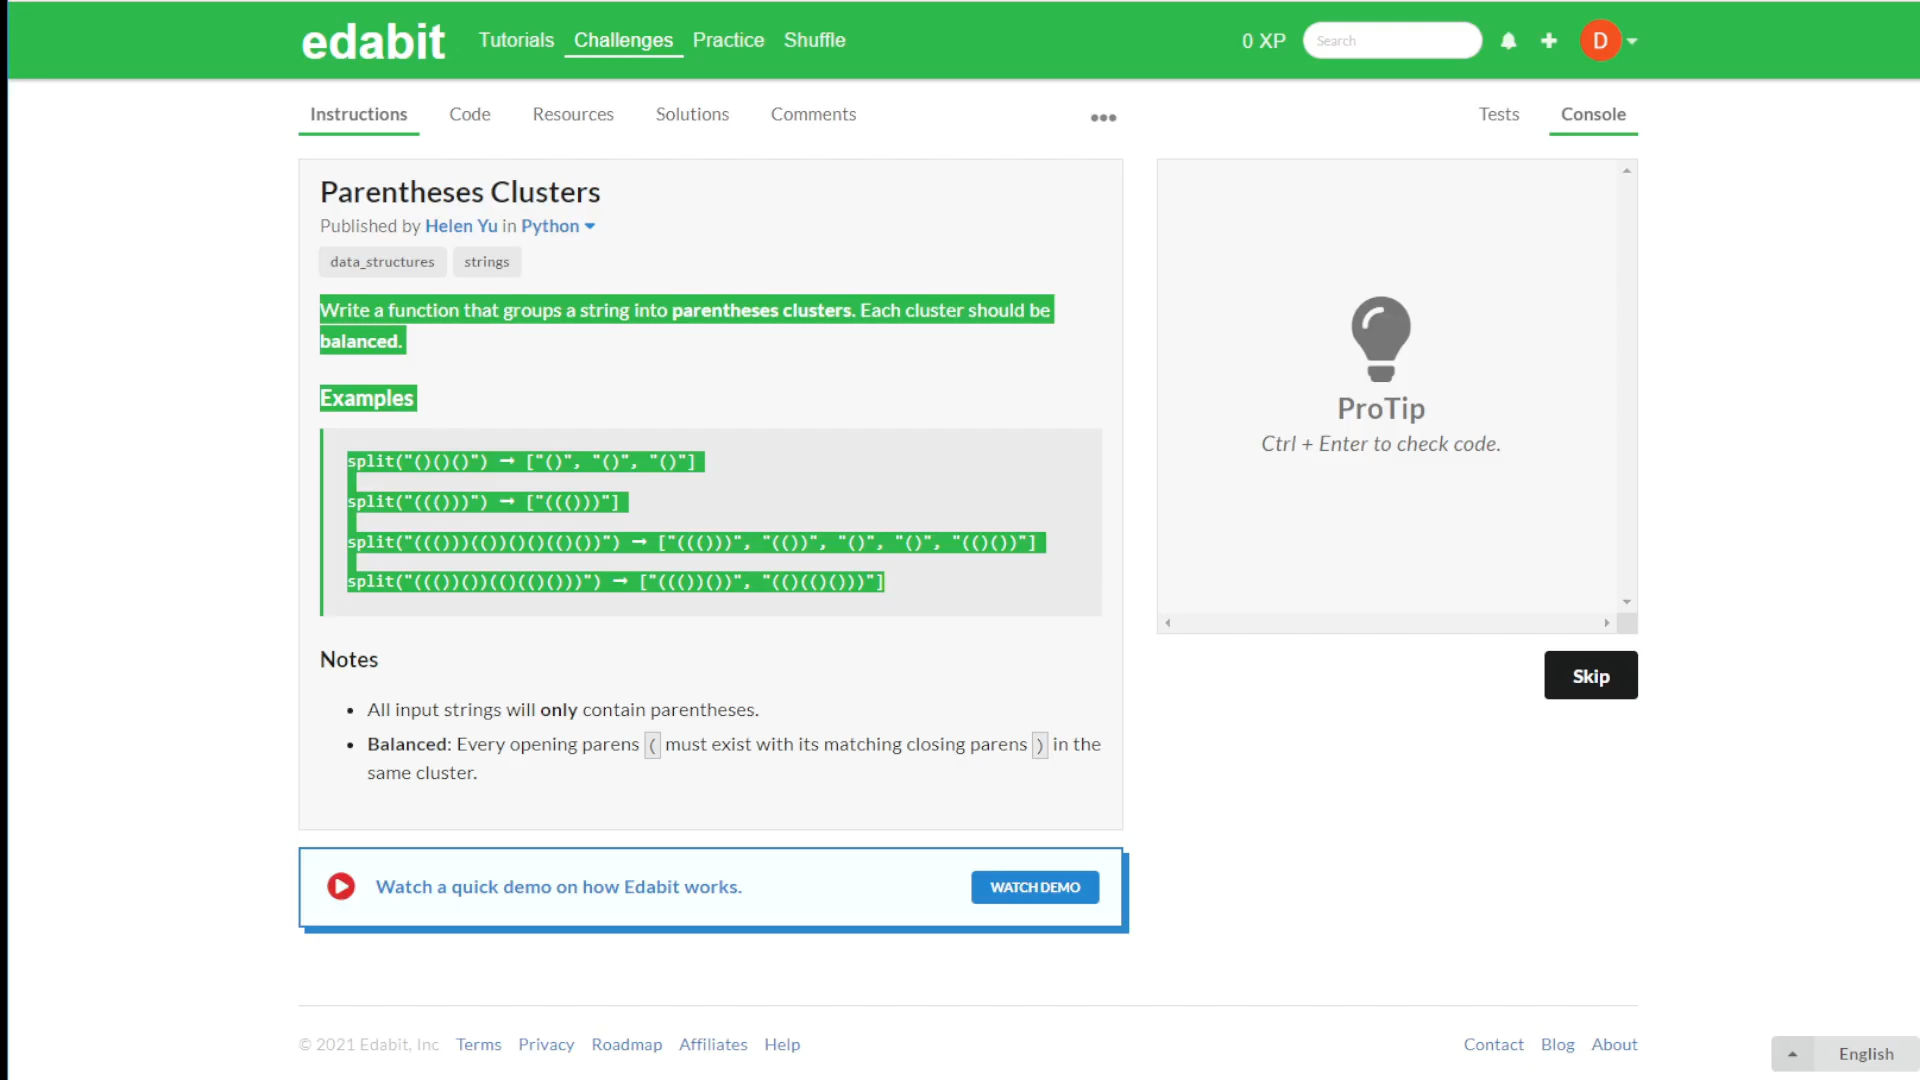 edabit Tutorials Challenges Practice Shuffle 0 XP Search D
Instructions Code Resources Solutions Comments Tests Console
Parentheses Clusters
Published by Helen Yu in Python
data_structures strings
Write a function that groups a string into parentheses clusters. Each cluster should be
balanced.
Examples
split("()()()") ➞ ["()", "()", "()"]
split("((()))") ➞ ["((()))"]
split("((()))(())()()(()())") ➞ ["((()))", "(())", "()", "()", "(()())"]
split("((())())(()(()()))") ➞ ["((())())", "(()(()()))"]
Notes
All input strings will only contain parentheses.
Balanced: Every opening parens ( must exist with its matching closing parens ) in the
same cluster.
ProTip
Ctrl + Enter to check code.
Skip
Watch a quick demo on how Edabit works. WATCH DEMO
© 2021 Edabit, Inc Terms Privacy Roadmap Affiliates Help Contact Blog About
English